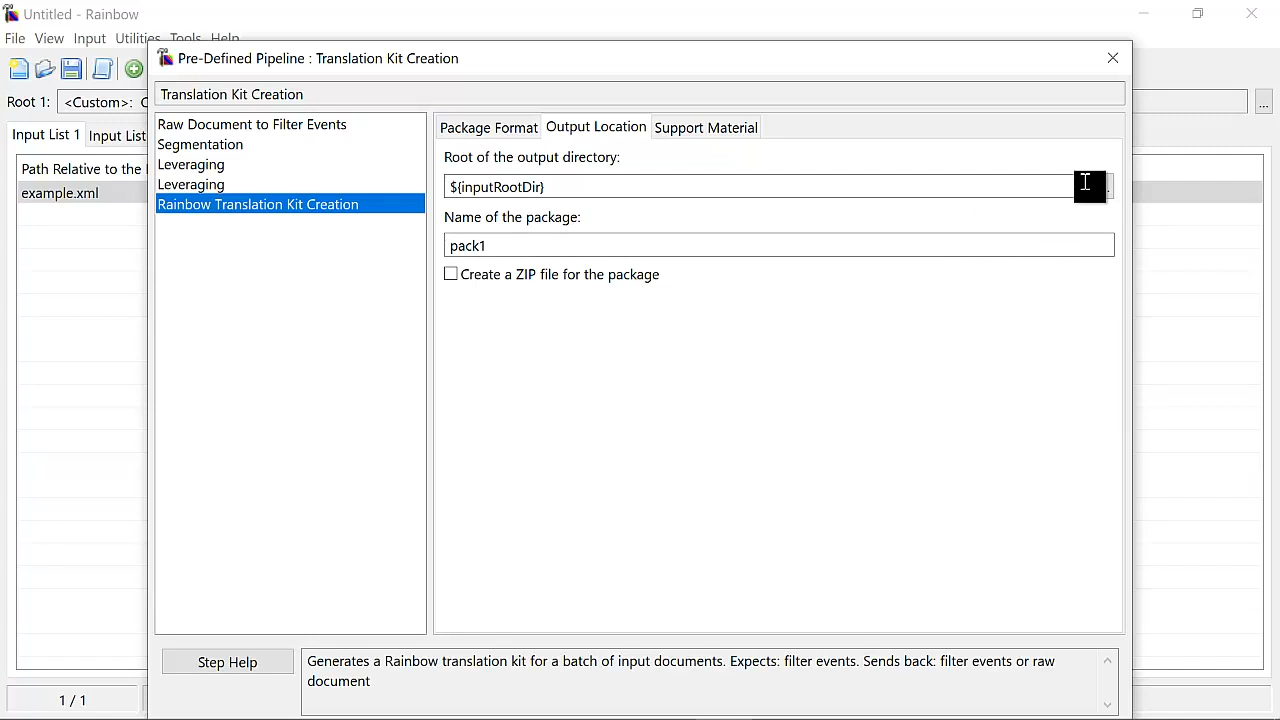 Untitled - Rainbow
File View Input Utilities Tools Help
Pre-Defined Pipeline : Translation Kit Creation
Translation Kit Creation
Root 1: <Custom>: C
...
Input List 1 Input List
Path Relative to the
example.xml
Raw Document to Filter Events
Segmentation
Leveraging
Leveraging
Rainbow Translation Kit Creation
Package Format Output Location Support Material
Root of the output directory:
${inputRootDir}
Name of the package:
pack1
Create a ZIP file for the package
Step Help
Generates a Rainbow translation kit for a batch of input documents. Expects: filter events. Sends back: filter events or raw
document
1 / 1